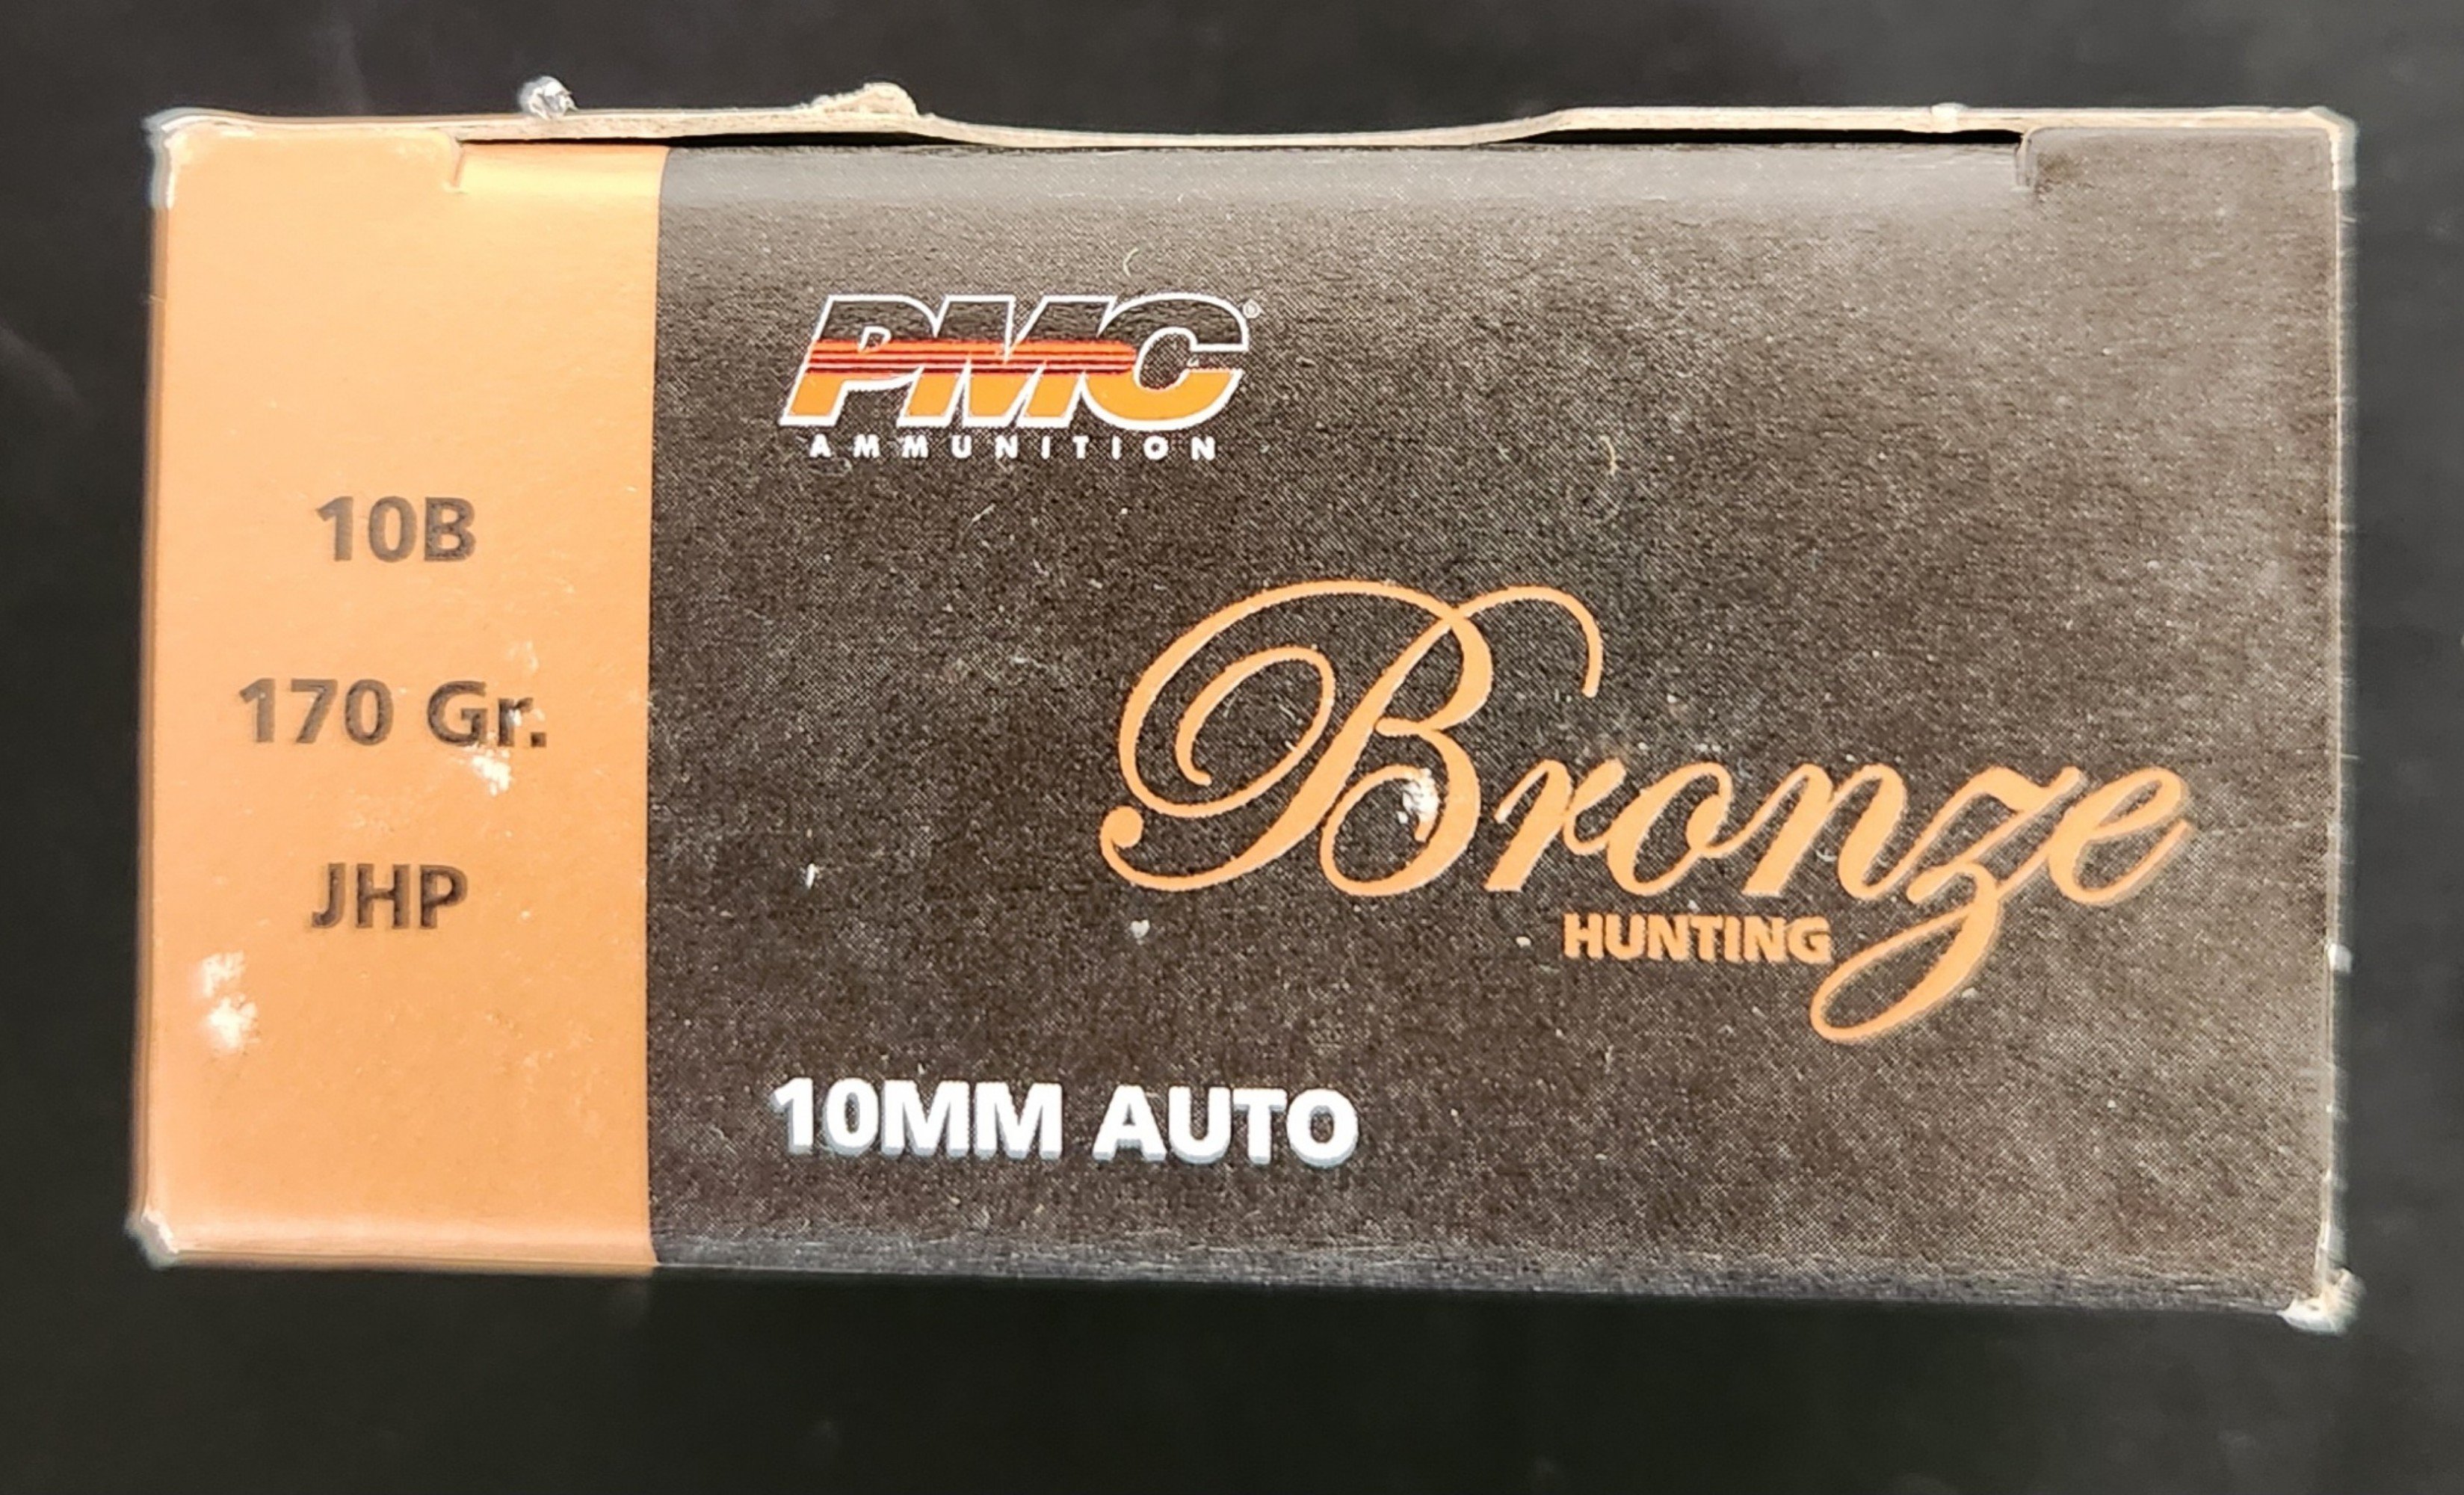 PMC®
AMMUNITION
10B
170 Gr.
JHP
Bronze
HUNTING
10MM AUTO